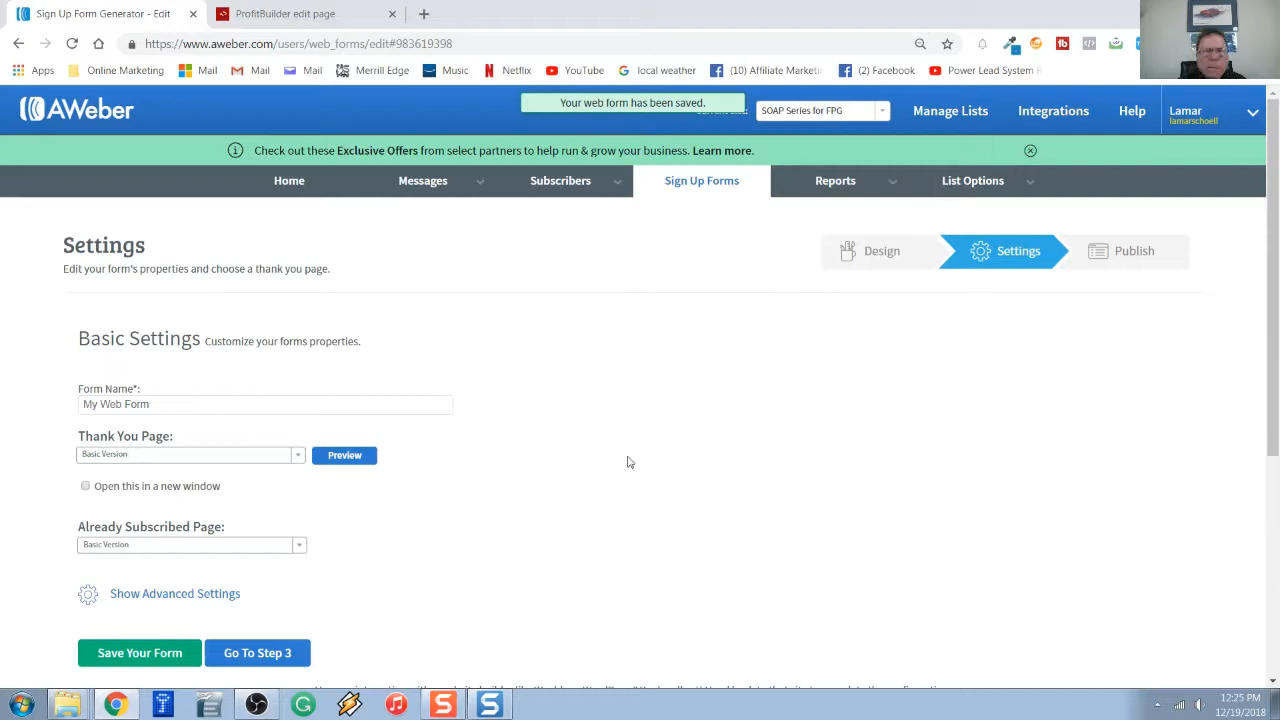 Sign Up Form Generator - Edit
ProfitBuilder edit page
https://www.aweber.com/users/web_forms/edit#983619398
Apps
Online Marketing
Mail
Mail
Mail
Merrill Edge
Music
Netflix
YouTube
local weather
(10) Affiliate Marketi
(2) Facebook
Power Lead System R
AWeber
Your web form has been saved.
SOAP Series for FPG
Manage Lists
Integrations
Help
Lamar
lamarschoell
Check out these Exclusive Offers from select partners to help run & grow your business. Learn more.
Home
Messages
Subscribers
Sign Up Forms
Reports
List Options
Settings
Edit your form's properties and choose a thank you page.
Design
Settings
Publish
Basic Settings Customize your forms properties.
Form Name*:
My Web Form
Thank You Page:
Basic Version
Preview
Open this in a new window
Already Subscribed Page:
Basic Version
Show Advanced Settings
Save Your Form
Go To Step 3
12:25 PM
12/19/2018